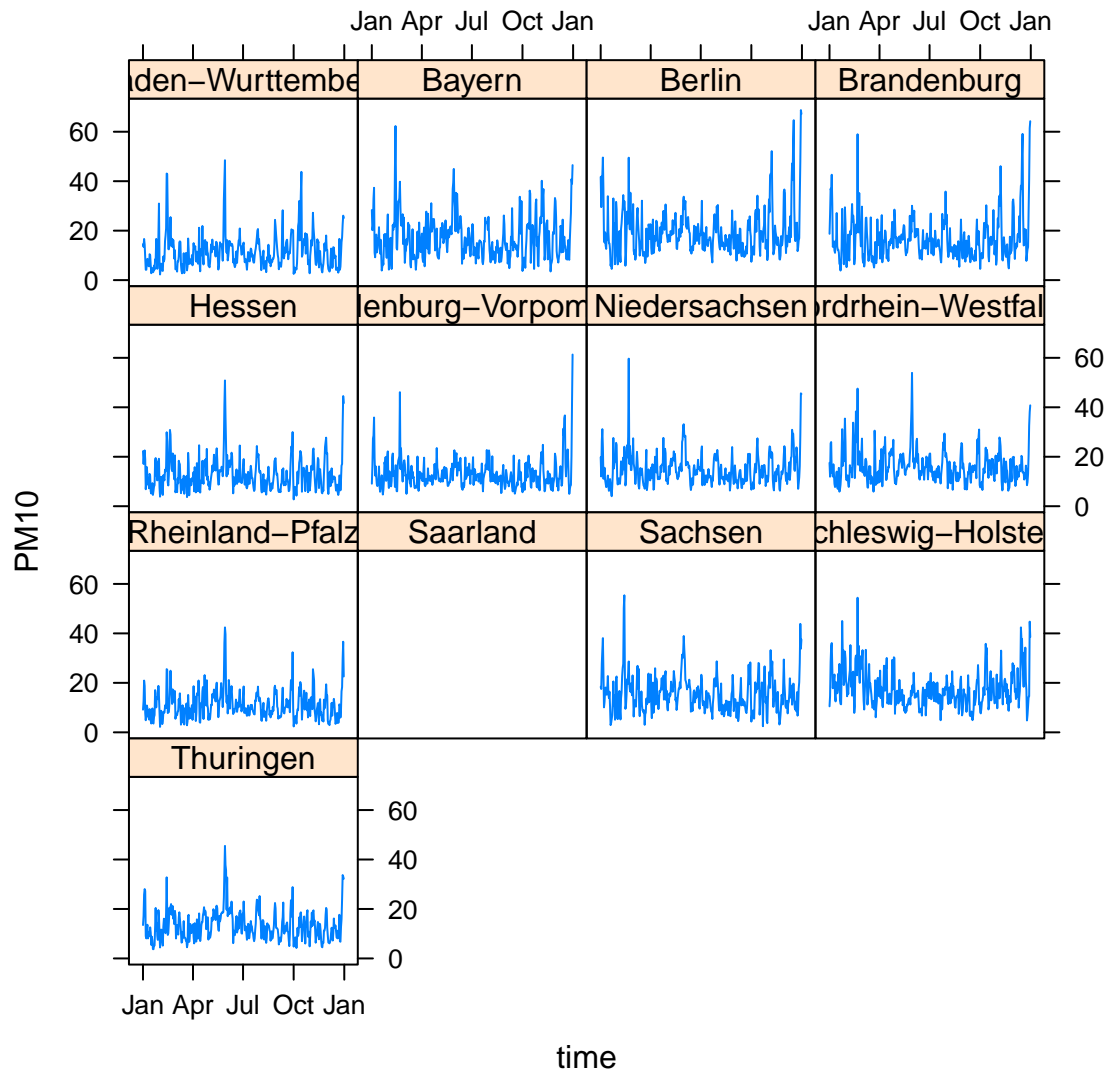 Jan Apr Jul Oct Jan Jan Apr Jul Oct Jan
aden−Wurttembe Bayern Berlin Brandenburg
60
40
20
0
Hessen lenburg−Vorpom Niedersachsen ordrhein−Westfal
60
40
20
0
PM10
Rheinland−Pfalz Saarland Sachsen chleswig−Holste
60
40
20
0
Thuringen
60
40
20
0
Jan Apr Jul Oct Jan
time